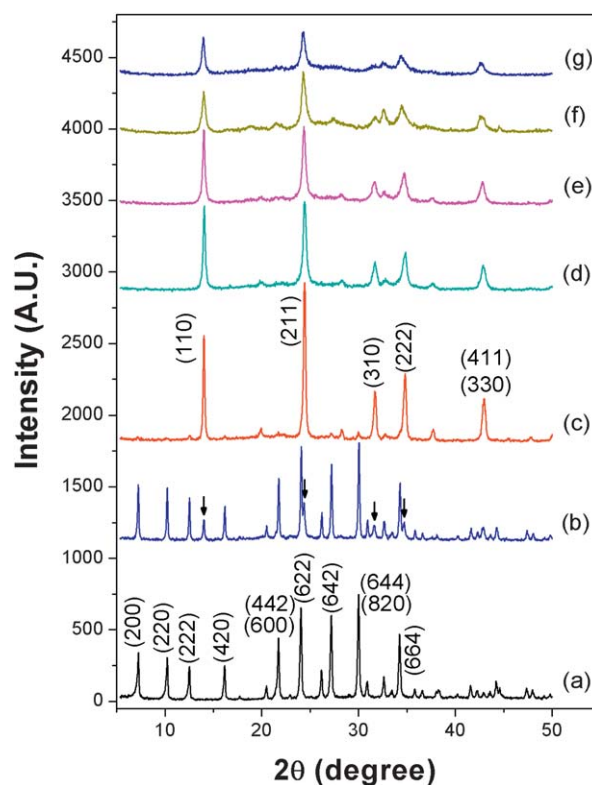 4500
4000
3500
3000
2500
2000
1500
1000
500
0
Intensity (A.U.)
(g)
(f)
(e)
(d)
(110)
(211)
(310)
(222)
(411)
(330)
(c)
(b)
(200)
(220)
(222)
(420)
(442)
(600)
(622)
(642)
(644)
(820)
(664)
(a)
10 20 30 40 50
2θ (degree)